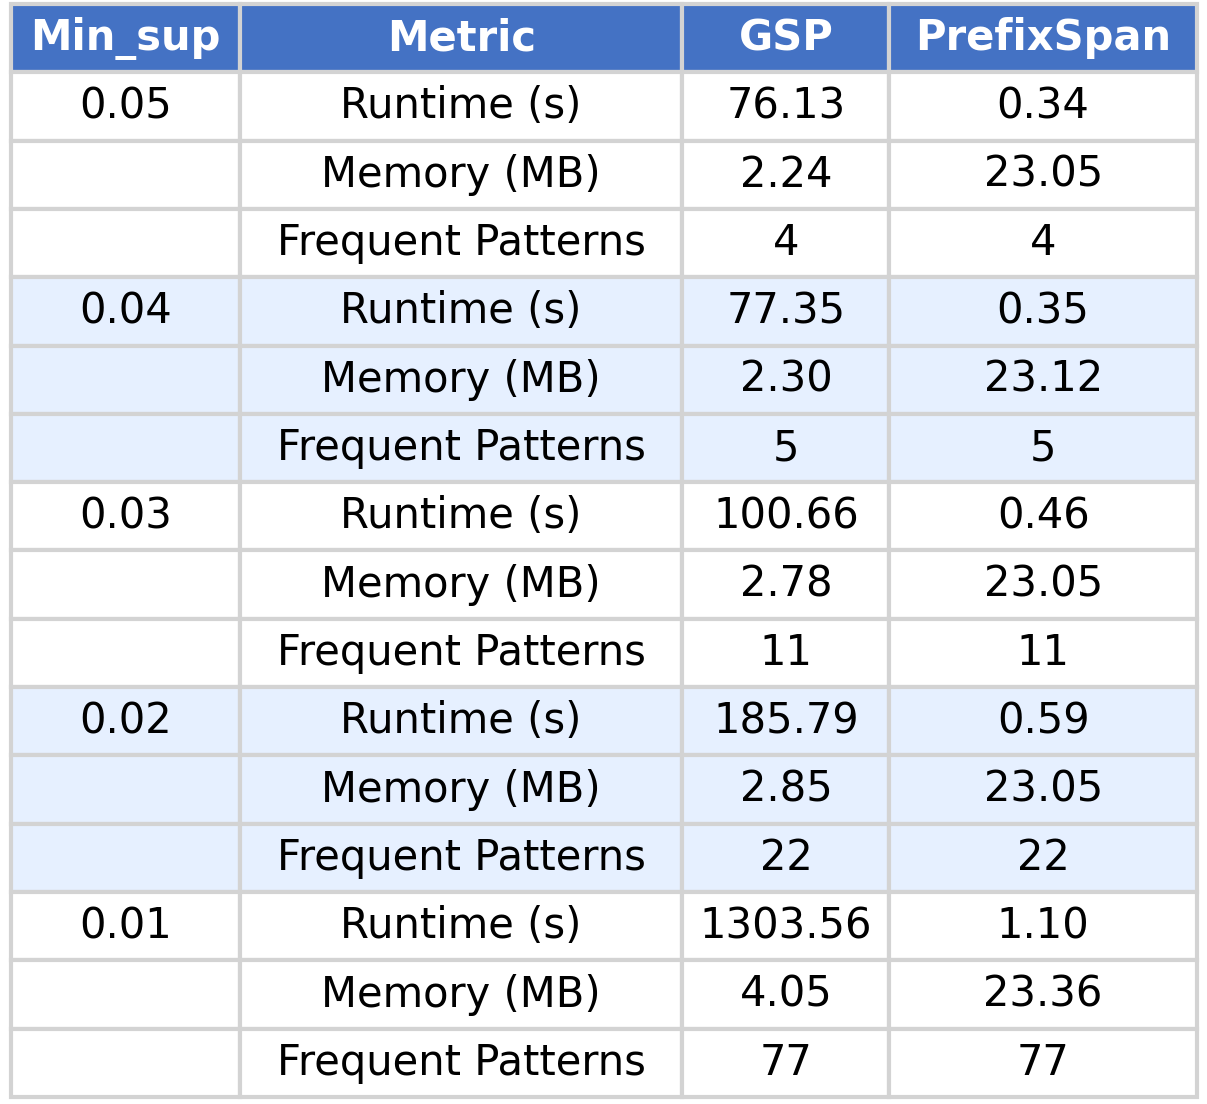 Min_sup Metric GSP PrefixSpan
0.05 Runtime (s) 76.13 0.34
Memory (MB) 2.24 23.05
Frequent Patterns 4 4
0.04 Runtime (s) 77.35 0.35
Memory (MB) 2.30 23.12
Frequent Patterns 5 5
0.03 Runtime (s) 100.66 0.46
Memory (MB) 2.78 23.05
Frequent Patterns 11 11
0.02 Runtime (s) 185.79 0.59
Memory (MB) 2.85 23.05
Frequent Patterns 22 22
0.01 Runtime (s) 1303.56 1.10
Memory (MB) 4.05 23.36
Frequent Patterns 77 77